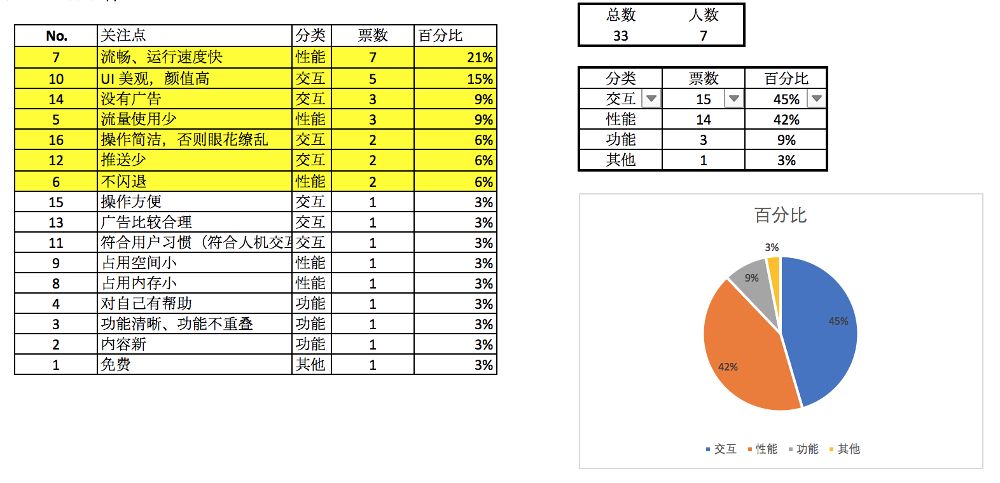 No. 关注点 分类 票数 百分比
7 流畅、运行速度快 性能 7 21%
10 UI 美观，颜值高 交互 5 15%
14 没有广告 交互 3 9%
5 流量使用少 性能 3 9%
16 操作简洁，否则眼花缭乱 交互 2 6%
12 推送少 交互 2 6%
6 不闪退 性能 2 6%
15 操作方便 交互 1 3%
13 广告比较合理 交互 1 3%
11 符合用户习惯（符合人机交互 交互 1 3%
9 占用空间小 性能 1 3%
8 占用内存小 性能 1 3%
4 对自己有帮助 功能 1 3%
3 功能清晰、功能不重叠 功能 1 3%
2 内容新 功能 1 3%
1 免费 其他 1 3%
总数 人数
33 7
分类 票数 百分比
交互 15 45%
性能 14 42%
功能 3 9%
其他 1 3%
百分比
3%
9%
45%
42%
交互 性能 功能 其他